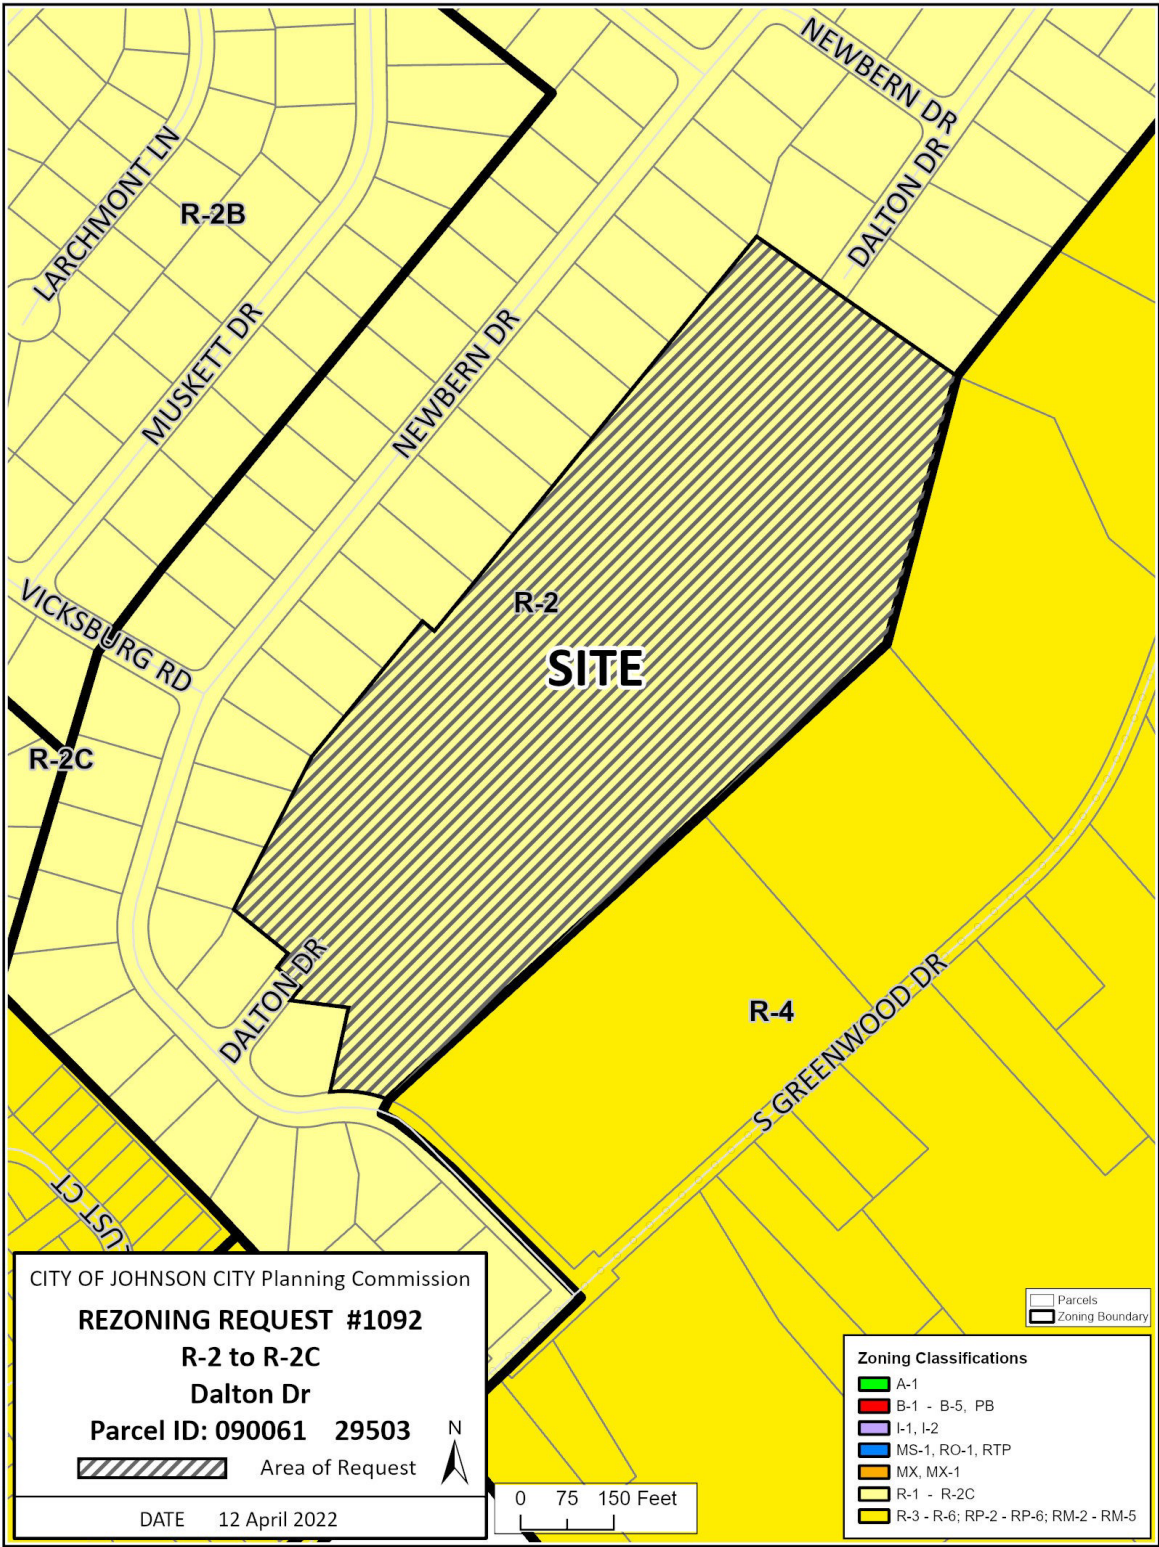 NEWBERN DR
LARCHMONT LN
DALTON DR
R-2B
MUSKETT DR
NEWBERN DR
R-2
VICKSBURG RD
SITE
R-2C
DALTON DR
R-4
S GREENWOOD DR
UST CT
CITY OF JOHNSON CITY Planning Commission
REZONING REQUEST #1092
R-2 to R-2C
Dalton Dr
Parcel ID: 090061 29503
N
Area of Request
DATE 12 April 2022
0 75 150 Feet
Parcels
Zoning Boundary
Zoning Classifications
A-1
B-1 - B-5, PB
I-1, I-2
MS-1, RO-1, RTP
MX, MX-1
R-1 - R-2C
R-3 - R-6; RP-2 - RP-6; RM-2 - RM-5